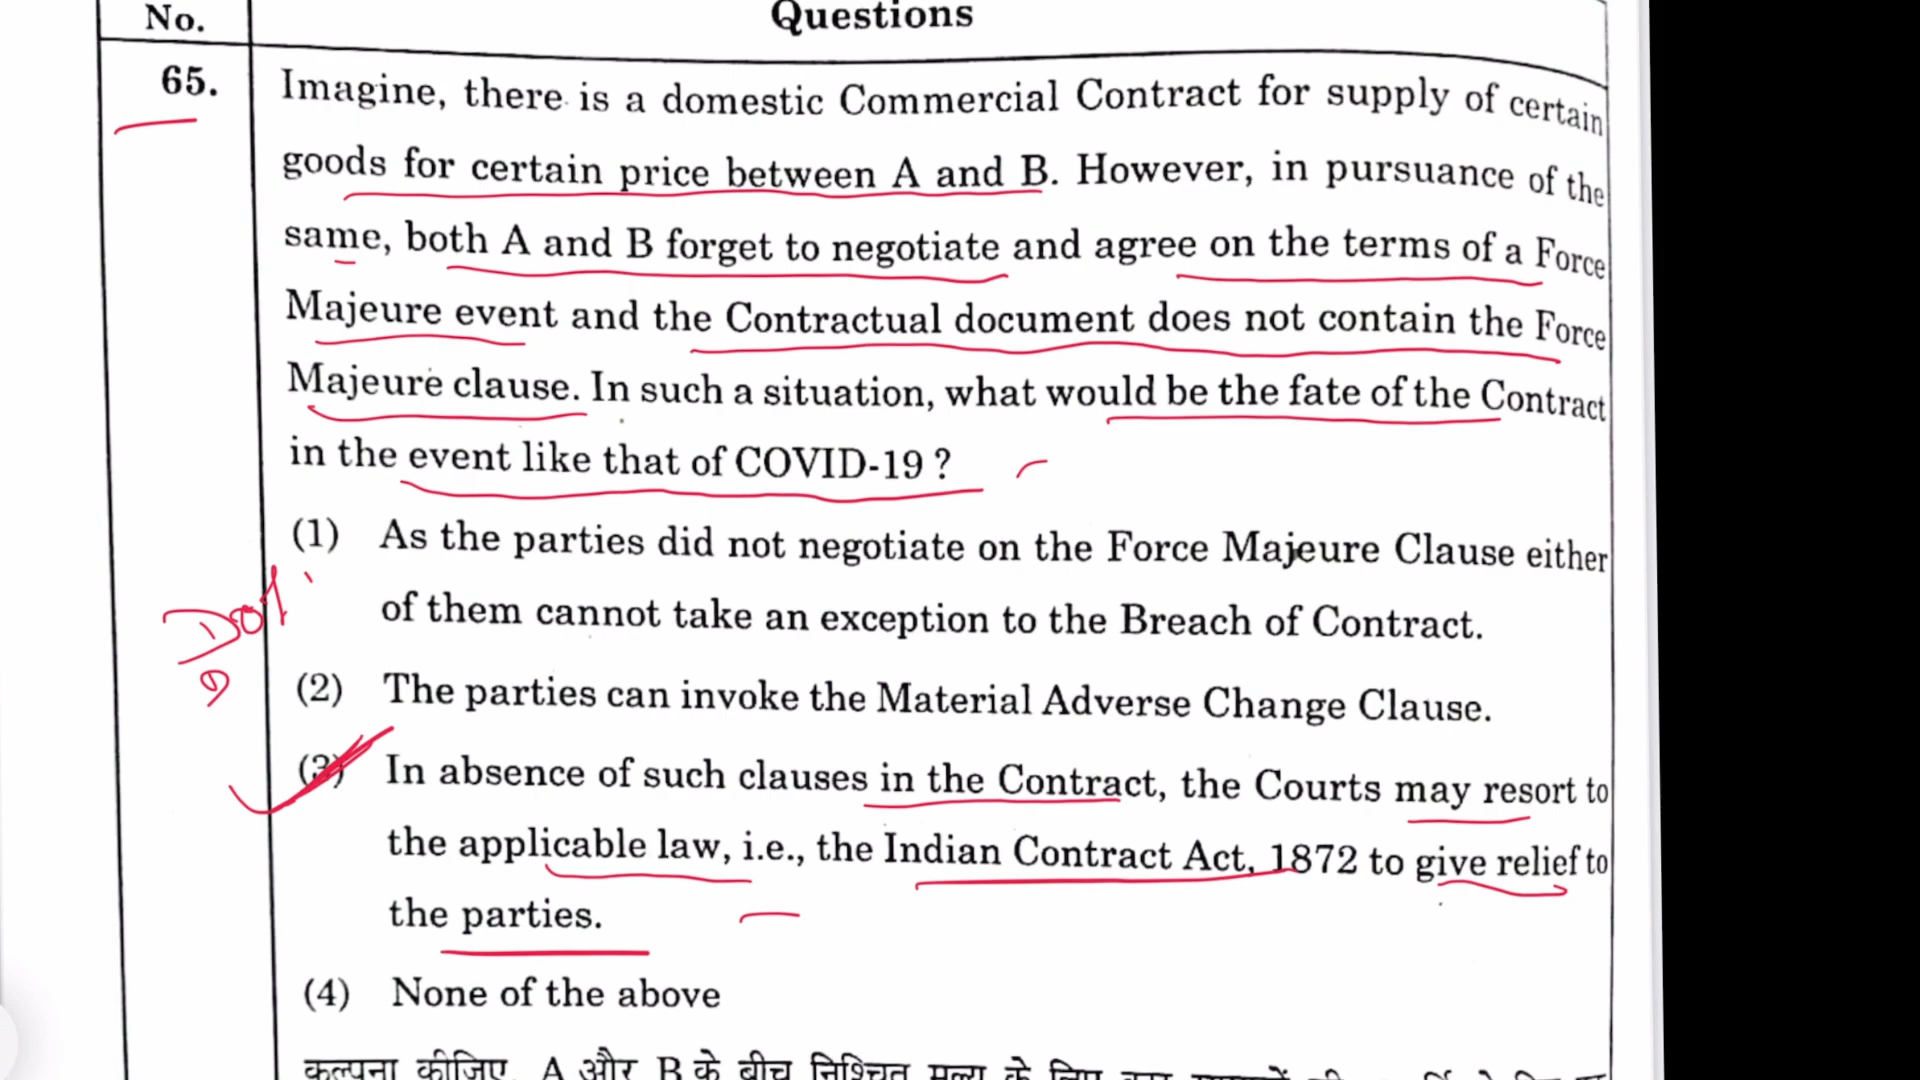 No.
Questions
65.
Imagine, there is a domestic Commercial Contract for supply of certain
goods for certain price between A and B. However, in pursuance of the
same, both A and B forget to negotiate and agree on the terms of a Force
Majeure event and the Contractual document does not contain the Force
Majeure clause. In such a situation, what would be the fate of the Contract
in the event like that of COVID-19 ?
(1) As the parties did not negotiate on the Force Majeure Clause either
of them cannot take an exception to the Breach of Contract.
(2) The parties can invoke the Material Adverse Change Clause.
(3) In absence of such clauses in the Contract, the Courts may resort to
the applicable law, i.e., the Indian Contract Act, 1872 to give relief to
the parties.
(4) None of the above
कल्पना कीजिए, A और B के बीच निश्चित मूल्य के लिए